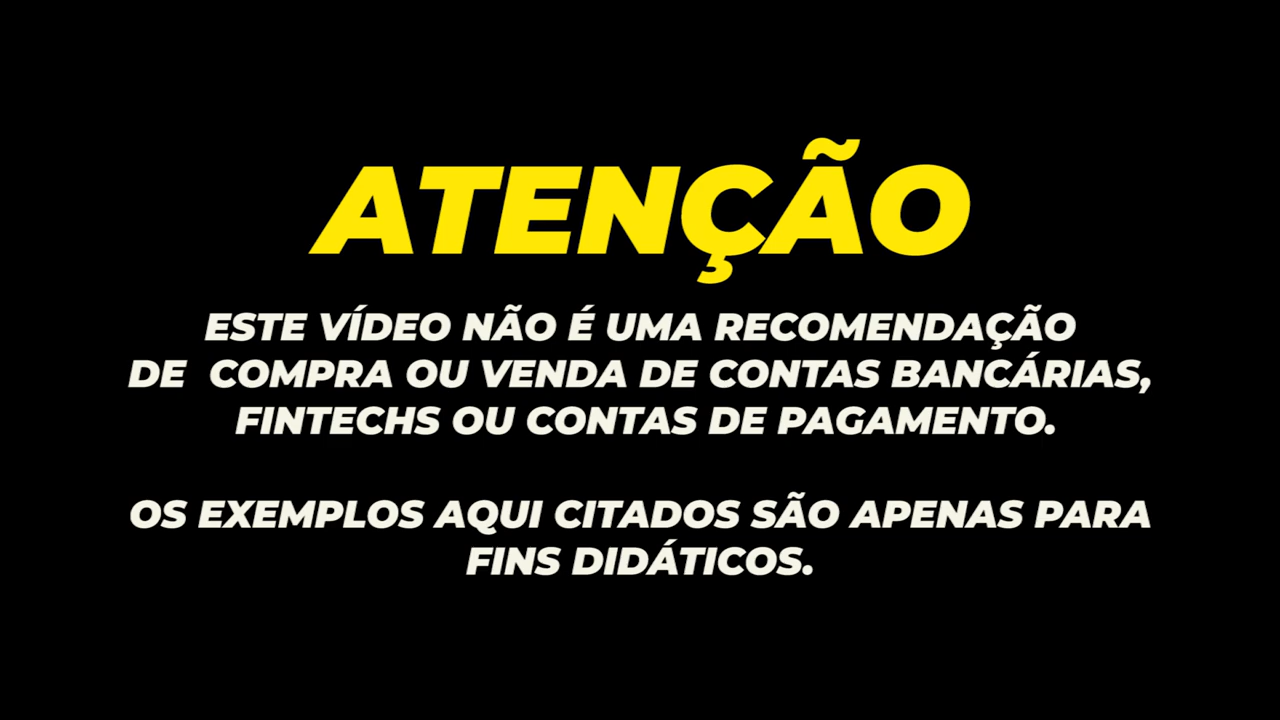 ATENÇÃO
ESTE VÍDEO NÃO É UMA RECOMENDAÇÃO
DE COMPRA OU VENDA DE CONTAS BANCÁRIAS,
FINTECHS OU CONTAS DE PAGAMENTO.
OS EXEMPLOS AQUI CITADOS SÃO APENAS PARA
FINS DIDÁTICOS.